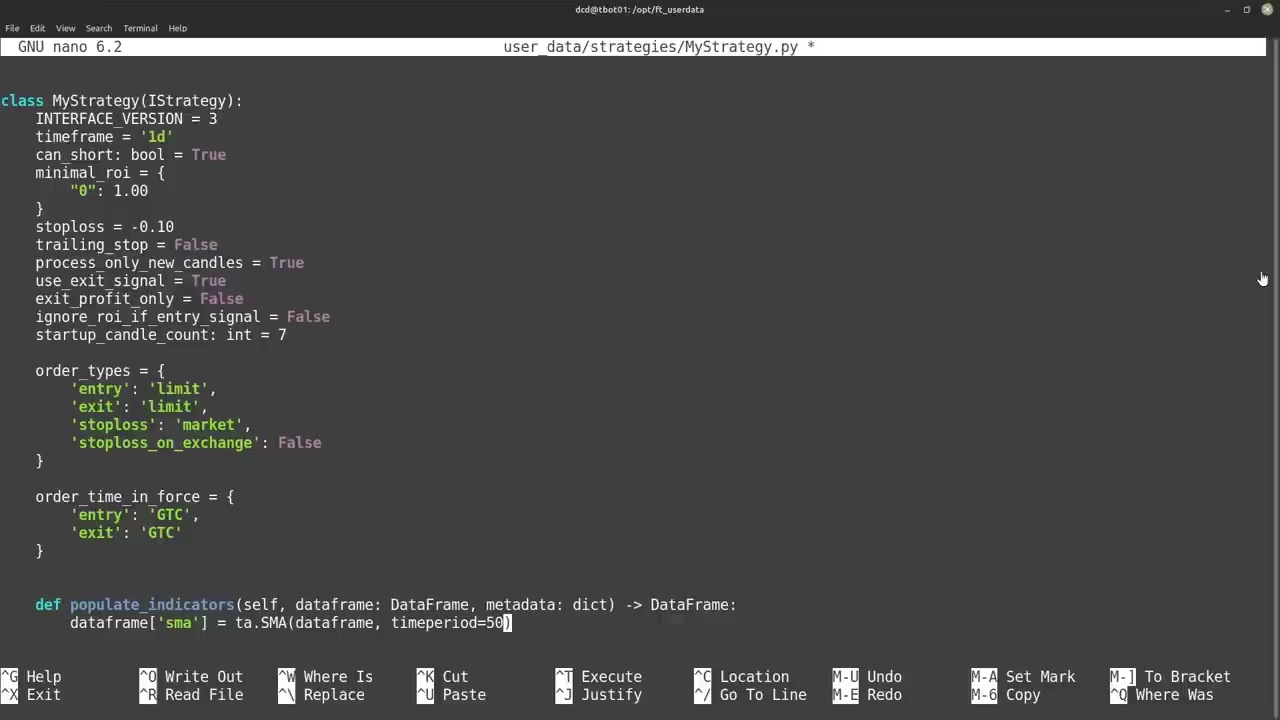 dcd@tbot01: /opt/ft_userdata
File Edit View Search Terminal Help
GNU nano 6.2 user_data/strategies/MyStrategy.py *
class MyStrategy(IStrategy):
    INTERFACE_VERSION = 3
    timeframe = '1d'
    can_short: bool = True
    minimal_roi = {
        "0": 1.00
    }
    stoploss = -0.10
    trailing_stop = False
    process_only_new_candles = True
    use_exit_signal = True
    exit_profit_only = False
    ignore_roi_if_entry_signal = False
    startup_candle_count: int = 7
    order_types = {
        'entry': 'limit',
        'exit': 'limit',
        'stoploss': 'market',
        'stoploss_on_exchange': False
    }
    order_time_in_force = {
        'entry': 'GTC',
        'exit': 'GTC'
    }
    def populate_indicators(self, dataframe: DataFrame, metadata: dict) -> DataFrame:
        dataframe['sma'] = ta.SMA(dataframe, timeperiod=50)
^G Help ^O Write Out ^W Where Is ^K Cut ^T Execute ^C Location M-U Undo M-A Set Mark M-] To Bracket
^X Exit ^R Read File ^\ Replace ^U Paste ^J Justify ^/ Go To Line M-E Redo M-6 Copy ^Q Where Was